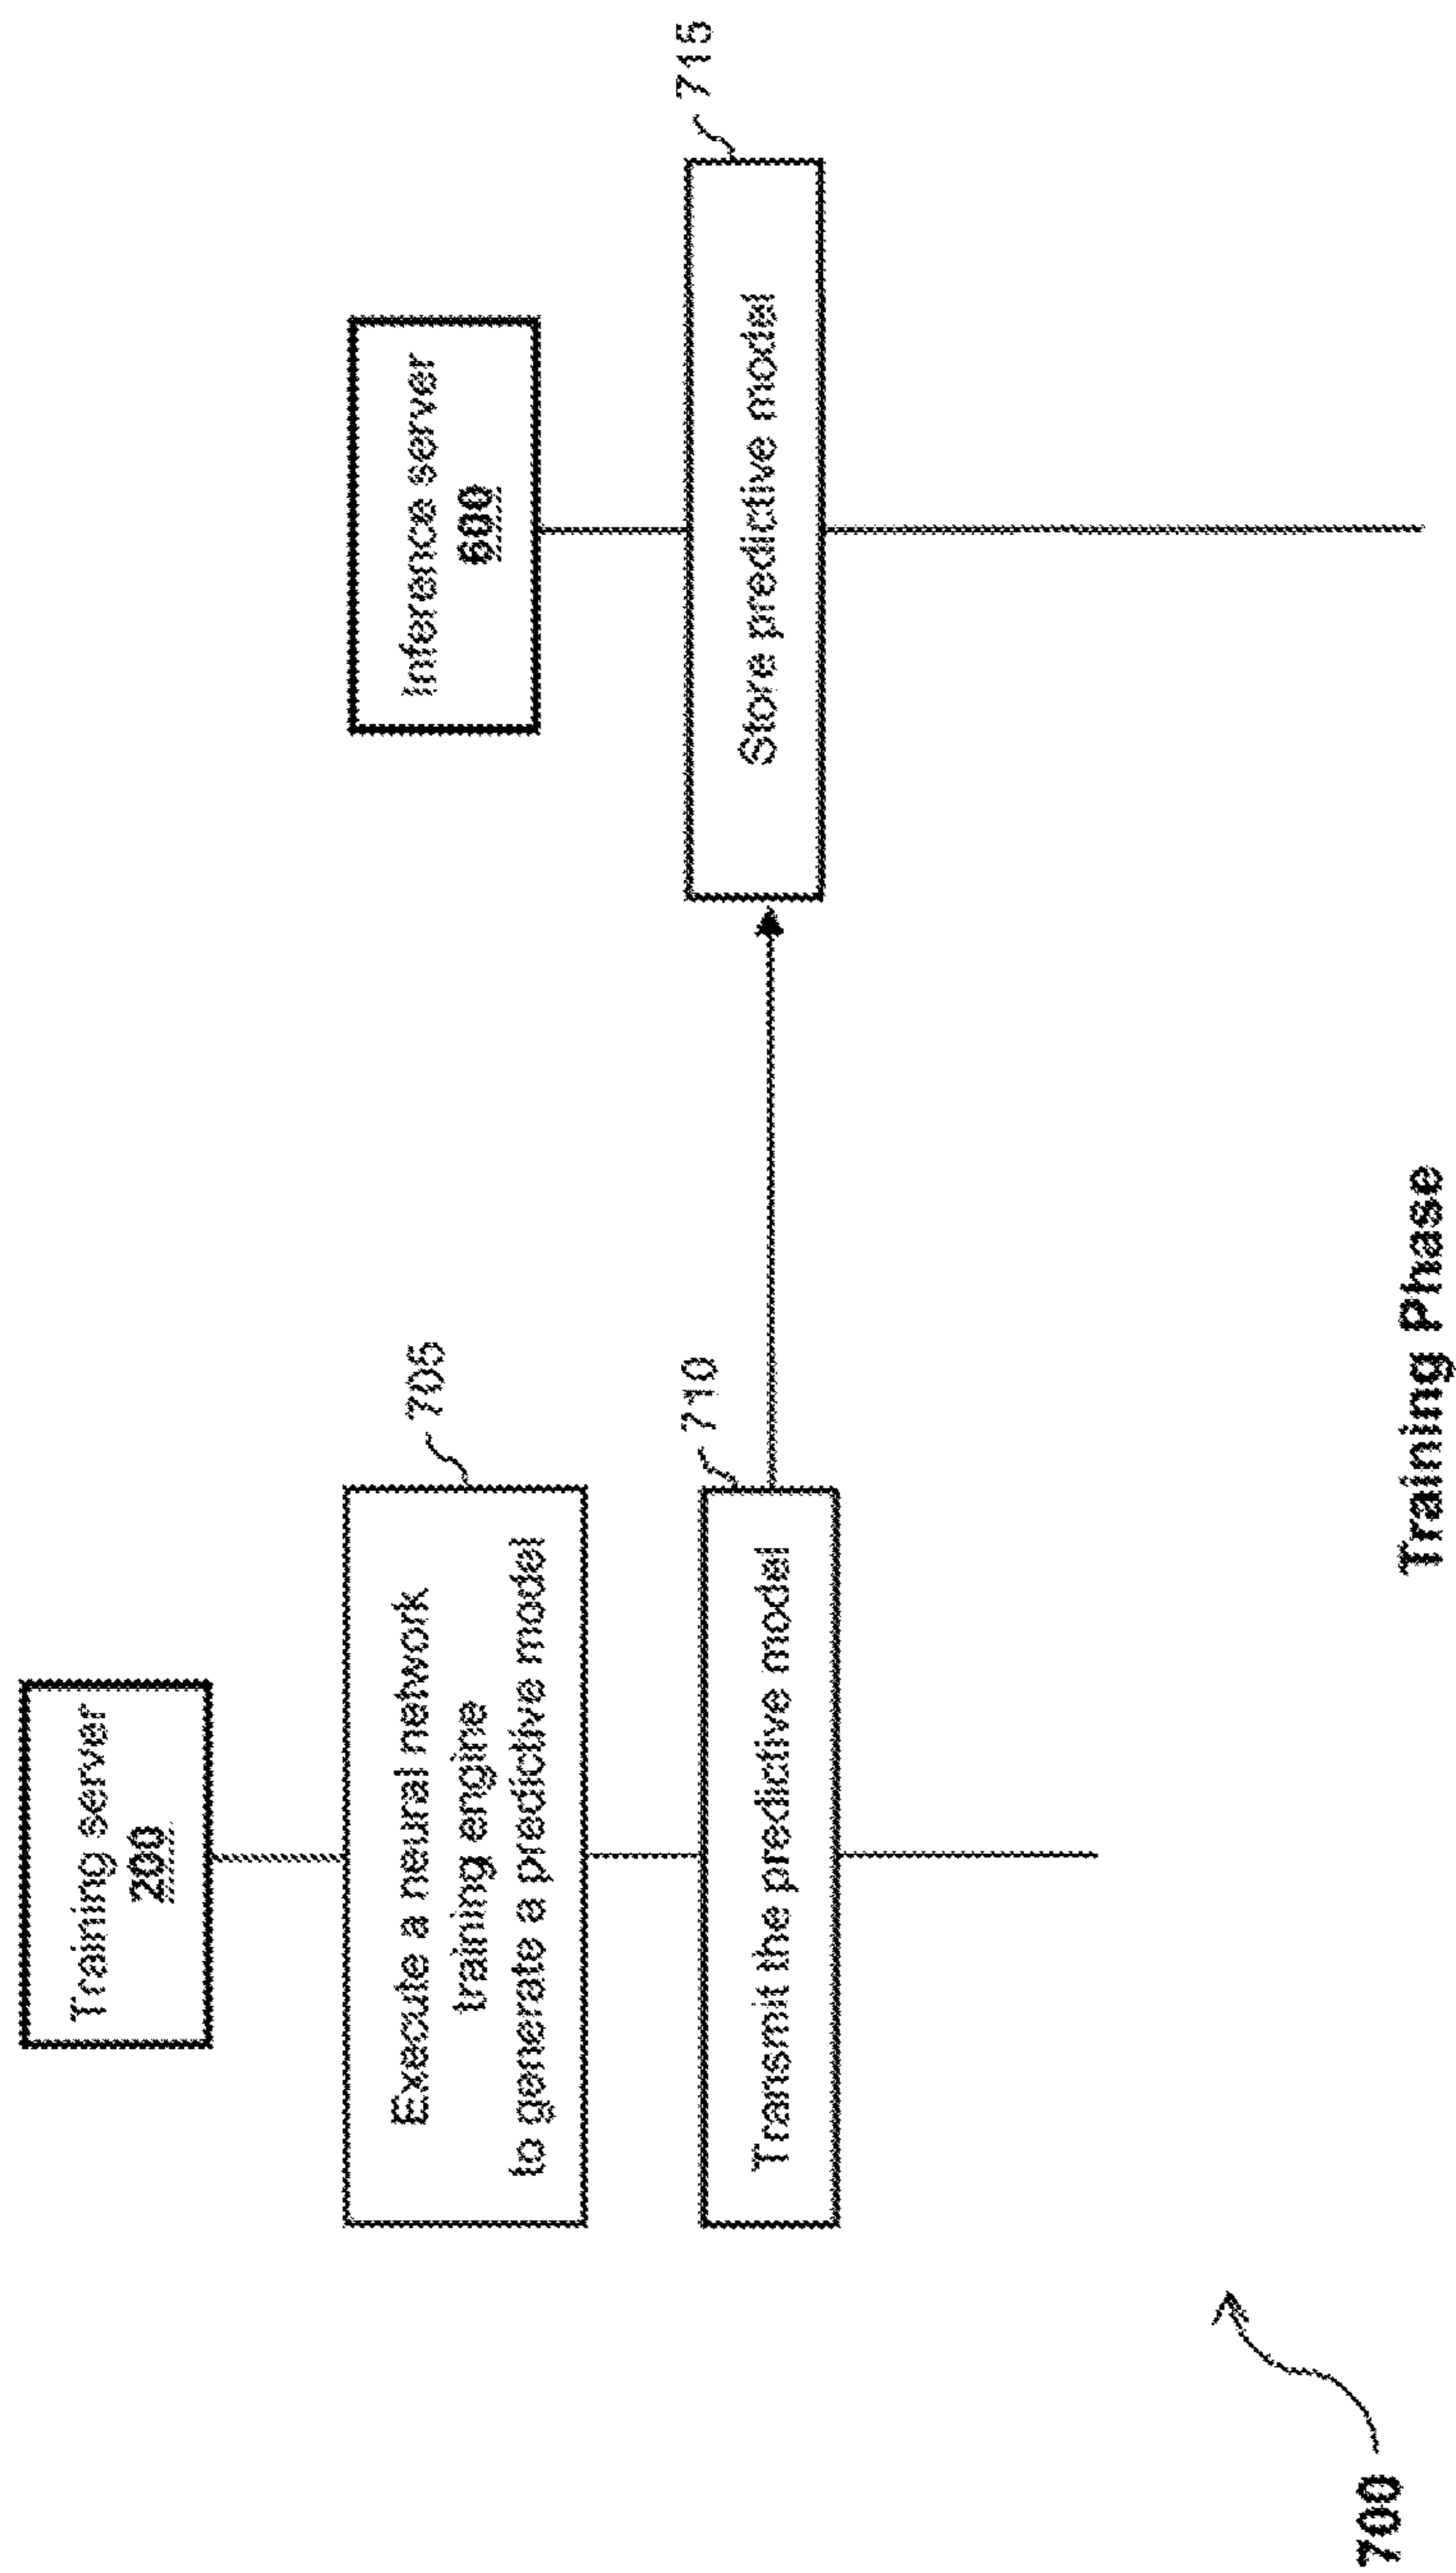 Training server
200
Inference server
600
Execute a neural network
training engine
to generate a predictive model
705
Transmit the predictive model
710
Store predictive model
715
Training Phase
700